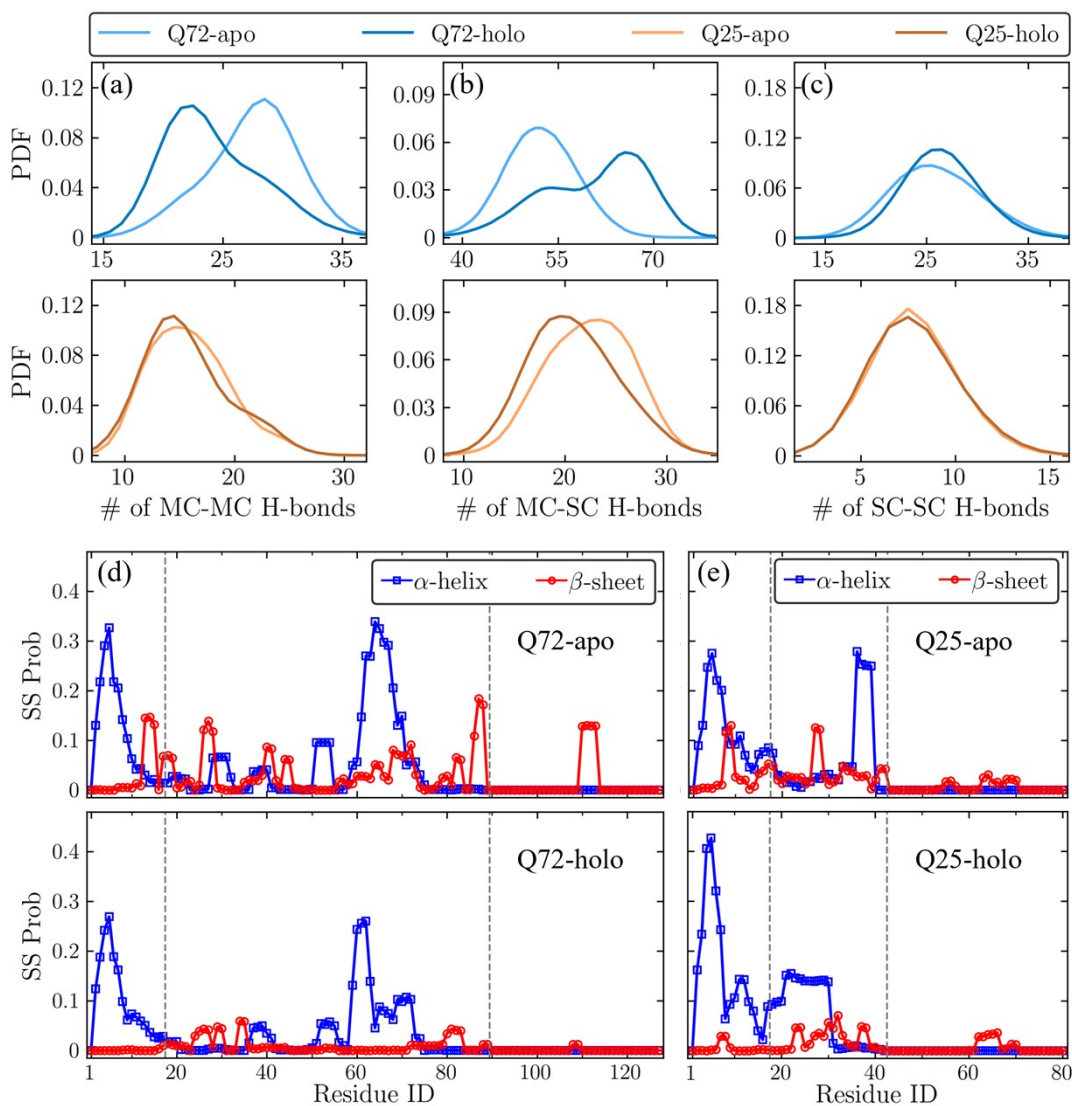 Q72-apo Q72-holo Q25-apo Q25-holo
(a) (b) (c)
PDF
0.12 0.08 0.04 0
15 25 35
0.09 0.06 0.03 0
40 55 70
0.18 0.12 0.06 0
15 25 35
PDF
0.12 0.08 0.04 0
10 20 30
0.09 0.06 0.03 0
10 20 30
0.18 0.12 0.06 0
5 10 15
# of MC-MC H-bonds # of MC-SC H-bonds # of SC-SC H-bonds
(d) α-helix β-sheet
Q72-apo
SS Prob
0.4 0.3 0.2 0.1 0
(e) α-helix β-sheet
Q25-apo
Q72-holo
SS Prob
0.4 0.3 0.2 0.1 0
1 20 40 60 80 100 120
Residue ID
Q25-holo
1 20 40 60 80
Residue ID